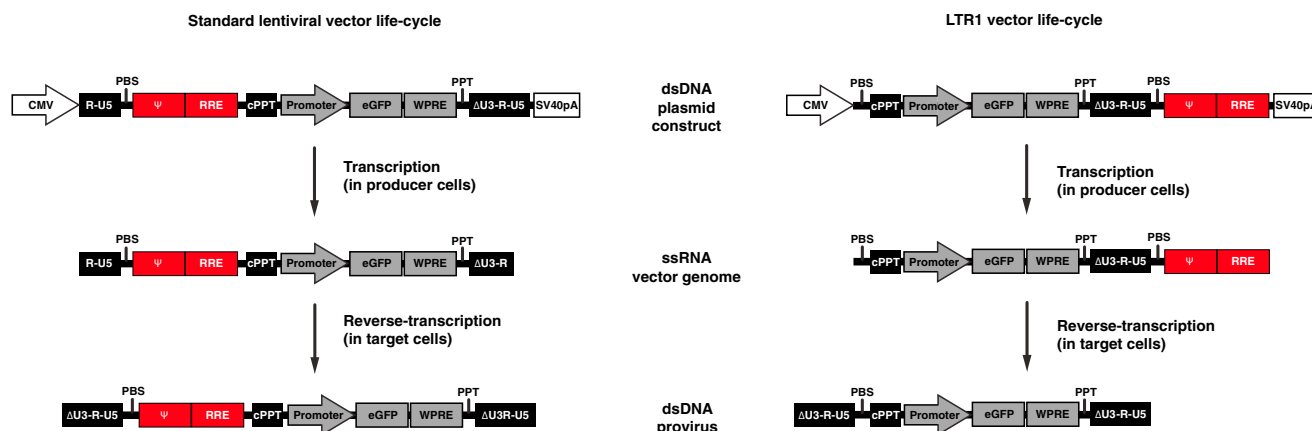 Standard lentiviral vector life-cycle
LTR1 vector life-cycle
PBS
PPT
CMV
R-U5
Ψ
RRE
cPPT
Promoter
eGFP
WPRE
ΔU3-R-U5
SV40pA
dsDNA
plasmid
construct
PBS
PPT
PBS
CMV
cPPT
Promoter
eGFP
WPRE
ΔU3-R-U5
Ψ
RRE
SV40pA
Transcription
(in producer cells)
Transcription
(in producer cells)
PBS
PPT
R-U5
Ψ
RRE
cPPT
Promoter
eGFP
WPRE
ΔU3-R
ssRNA
vector genome
PBS
PPT
PBS
cPPT
Promoter
eGFP
WPRE
ΔU3-R-U5
Ψ
RRE
Reverse-transcription
(in target cells)
Reverse-transcription
(in target cells)
PBS
PPT
ΔU3-R-U5
Ψ
RRE
cPPT
Promoter
eGFP
WPRE
ΔU3R-U5
dsDNA
provirus
PBS
PPT
ΔU3-R-U5
cPPT
Promoter
eGFP
WPRE
ΔU3-R-U5